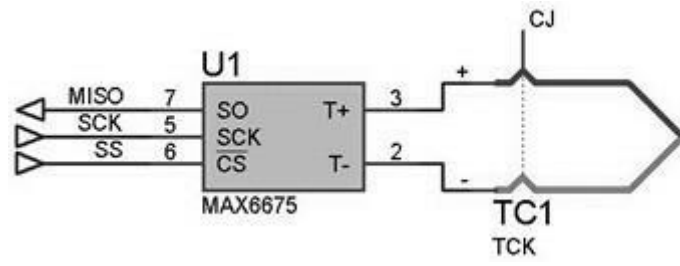 CJ
U1
+
MISO 7 SO T+ 3
SCK 5 SCK
SS 6 CS T- 2
-
MAX6675
TC1
TCK